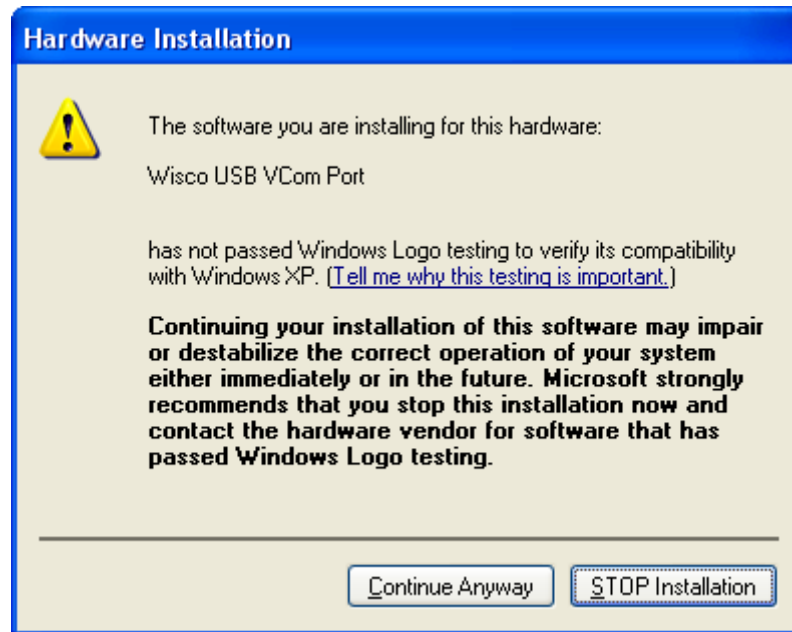 Hardware Installation
The software you are installing for this hardware:
Wisco USB VCom Port
has not passed Windows Logo testing to verify its compatibility
with Windows XP. (Tell me why this testing is important.)
Continuing your installation of this software may impair
or destabilize the correct operation of your system
either immediately or in the future. Microsoft strongly
recommends that you stop this installation now and
contact the hardware vendor for software that has
passed Windows Logo testing.
Continue Anyway
STOP Installation